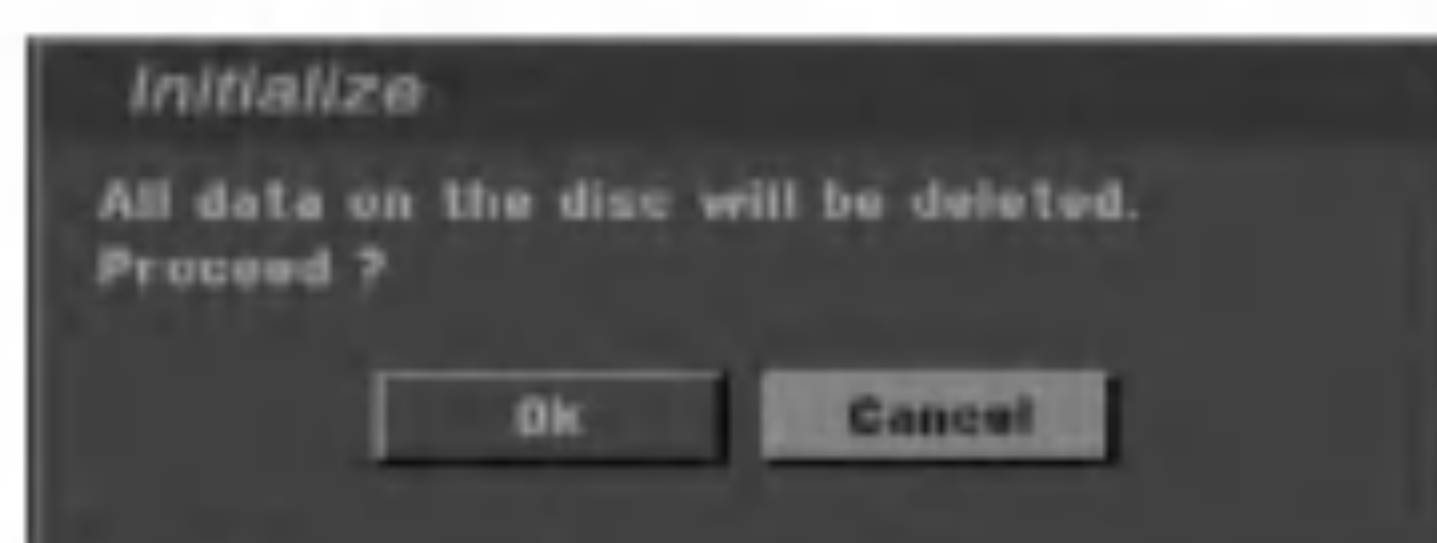 Initialize
All data on the disc will be deleted.
Proceed ?
Ok Cancel